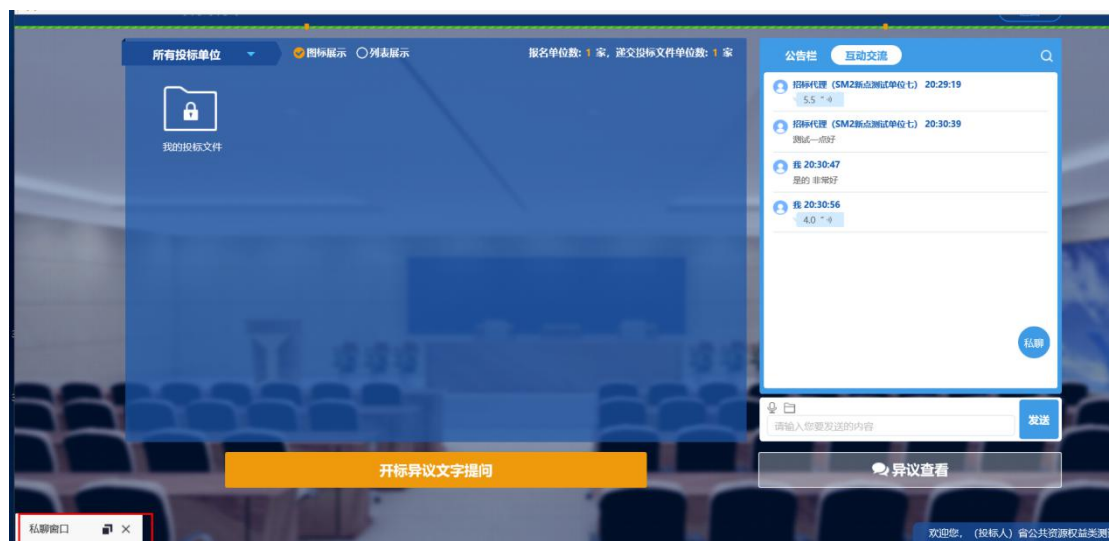 所有投标单位
图标展示 列表展示
报名单位数: 1 家, 递交投标文件单位数: 1 家
我的投标文件
公告栏 互动交流
招标代理 (SM2新点测试单位七) 20:29:19
5.5 "
招标代理 (SM2新点测试单位七) 20:30:39
测试一点好
我 20:30:47
是的 非常好
我 20:30:56
4.0 "
私聊
请输入您要发送的内容
发送
开标异议文字提问
异议查看
私聊窗口
欢迎您, (投标人) 省公共资源权益类测